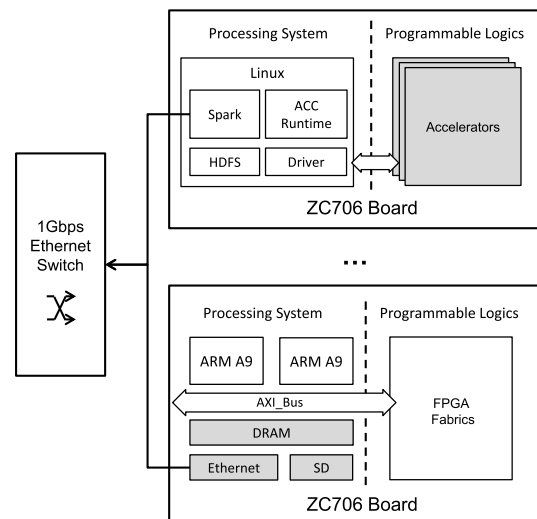 Processing System
Programmable Logics
Linux
Spark
ACC
Runtime
HDFS
Driver
Accelerators
ZC706 Board
1Gbps
Ethernet
Switch
...
Processing System
Programmable Logics
ARM A9
ARM A9
AXI_Bus
FPGA
Fabrics
DRAM
Ethernet
SD
ZC706 Board